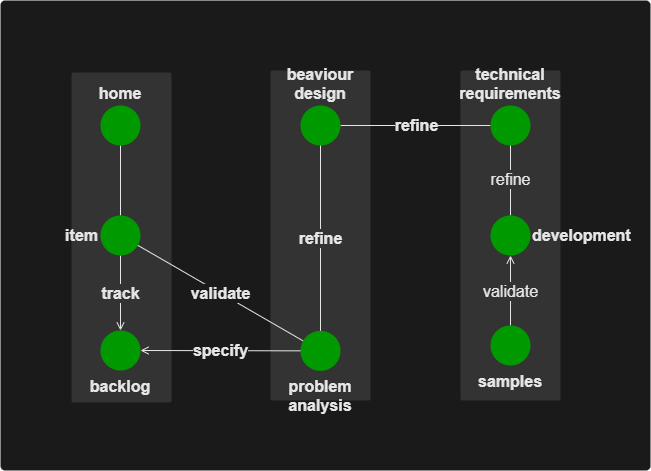 home
beaviour
design
technical
requirements
refine
refine
item
refine
development
track
validate
validate
specify
backlog
problem
analysis
samples